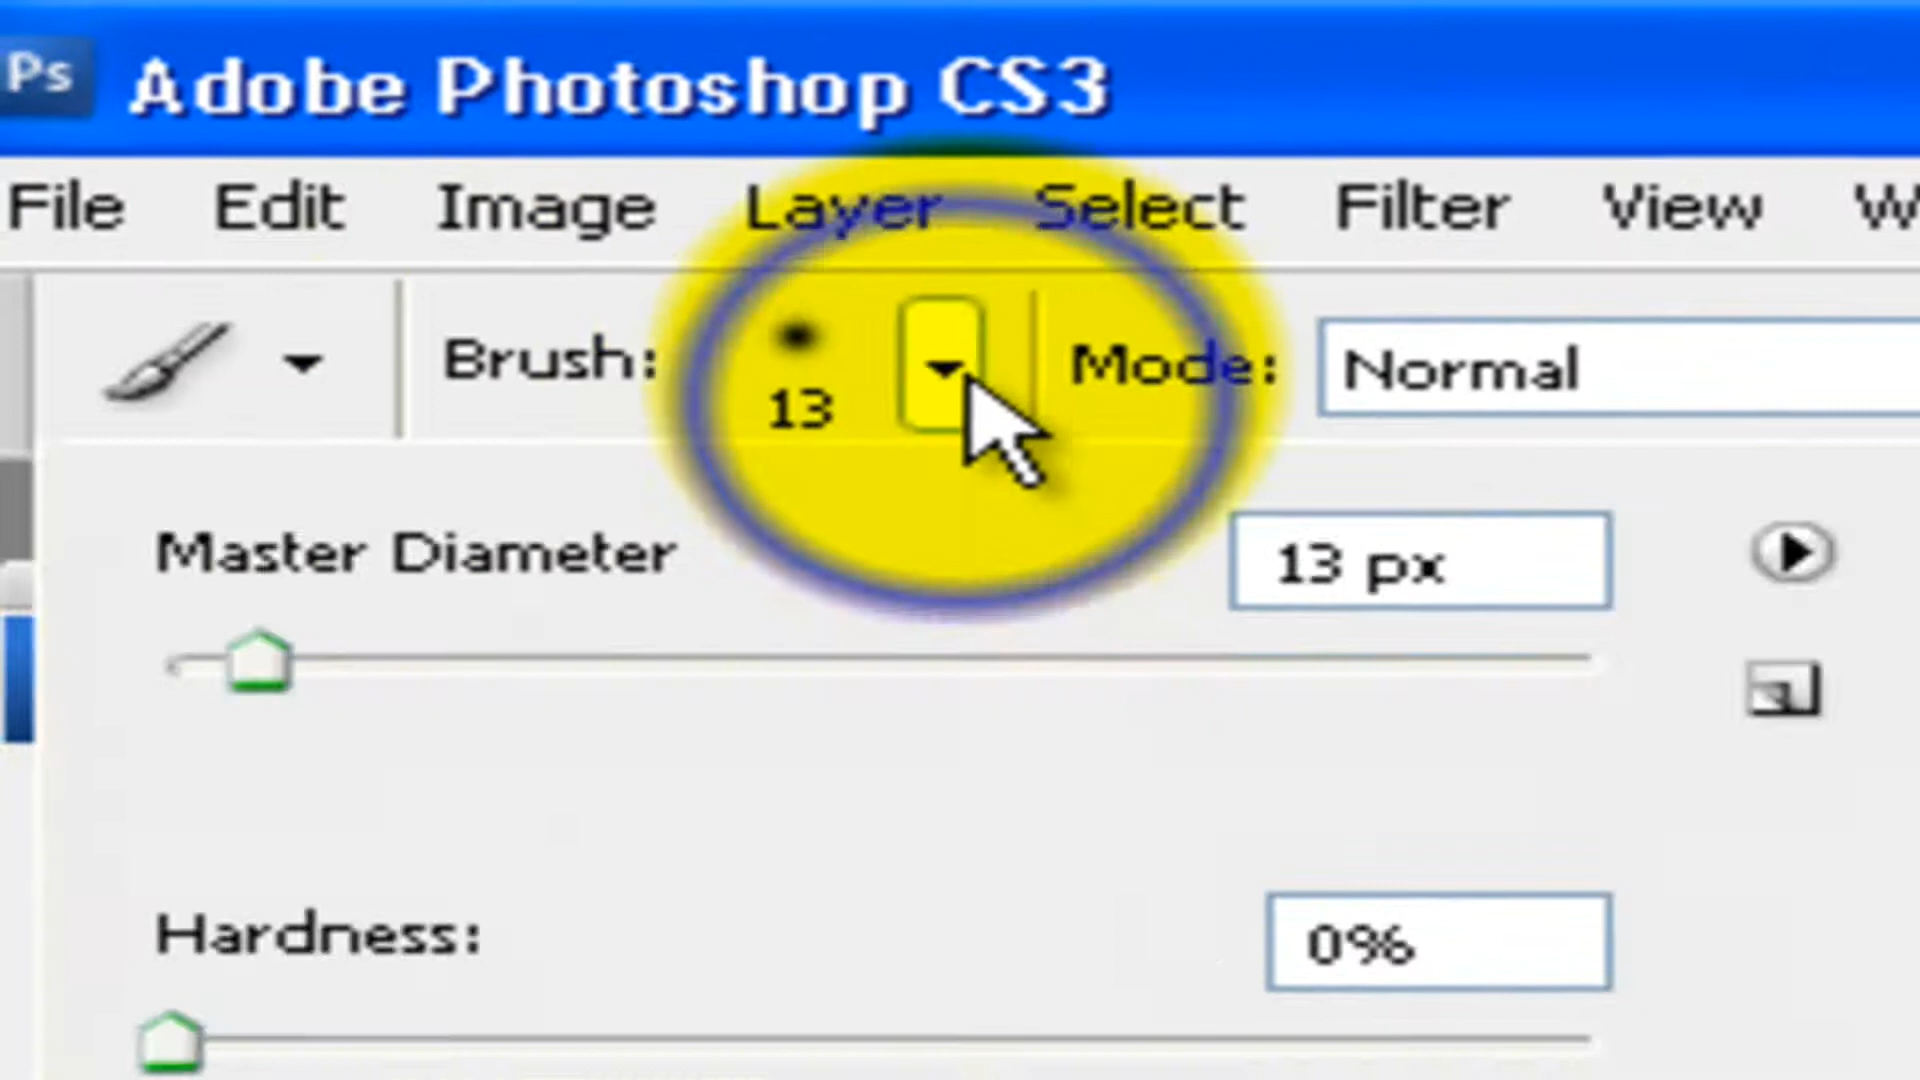 Ps Adobe Photoshop CS3
File Edit Image Layer Select Filter View W
Brush: 13 Mode: Normal
Master Diameter 13 px
Hardness: 0%